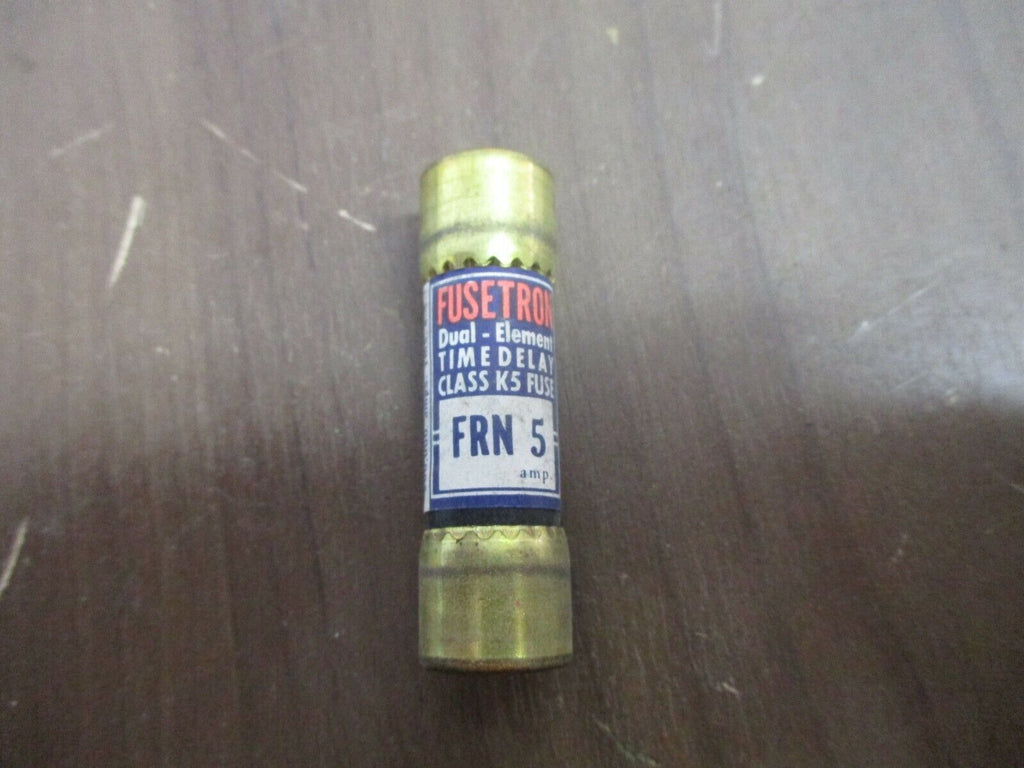 FUSETRON
Dual - Element
TIME DELAY
CLASS K5 FUSE
FRN 5
amp.